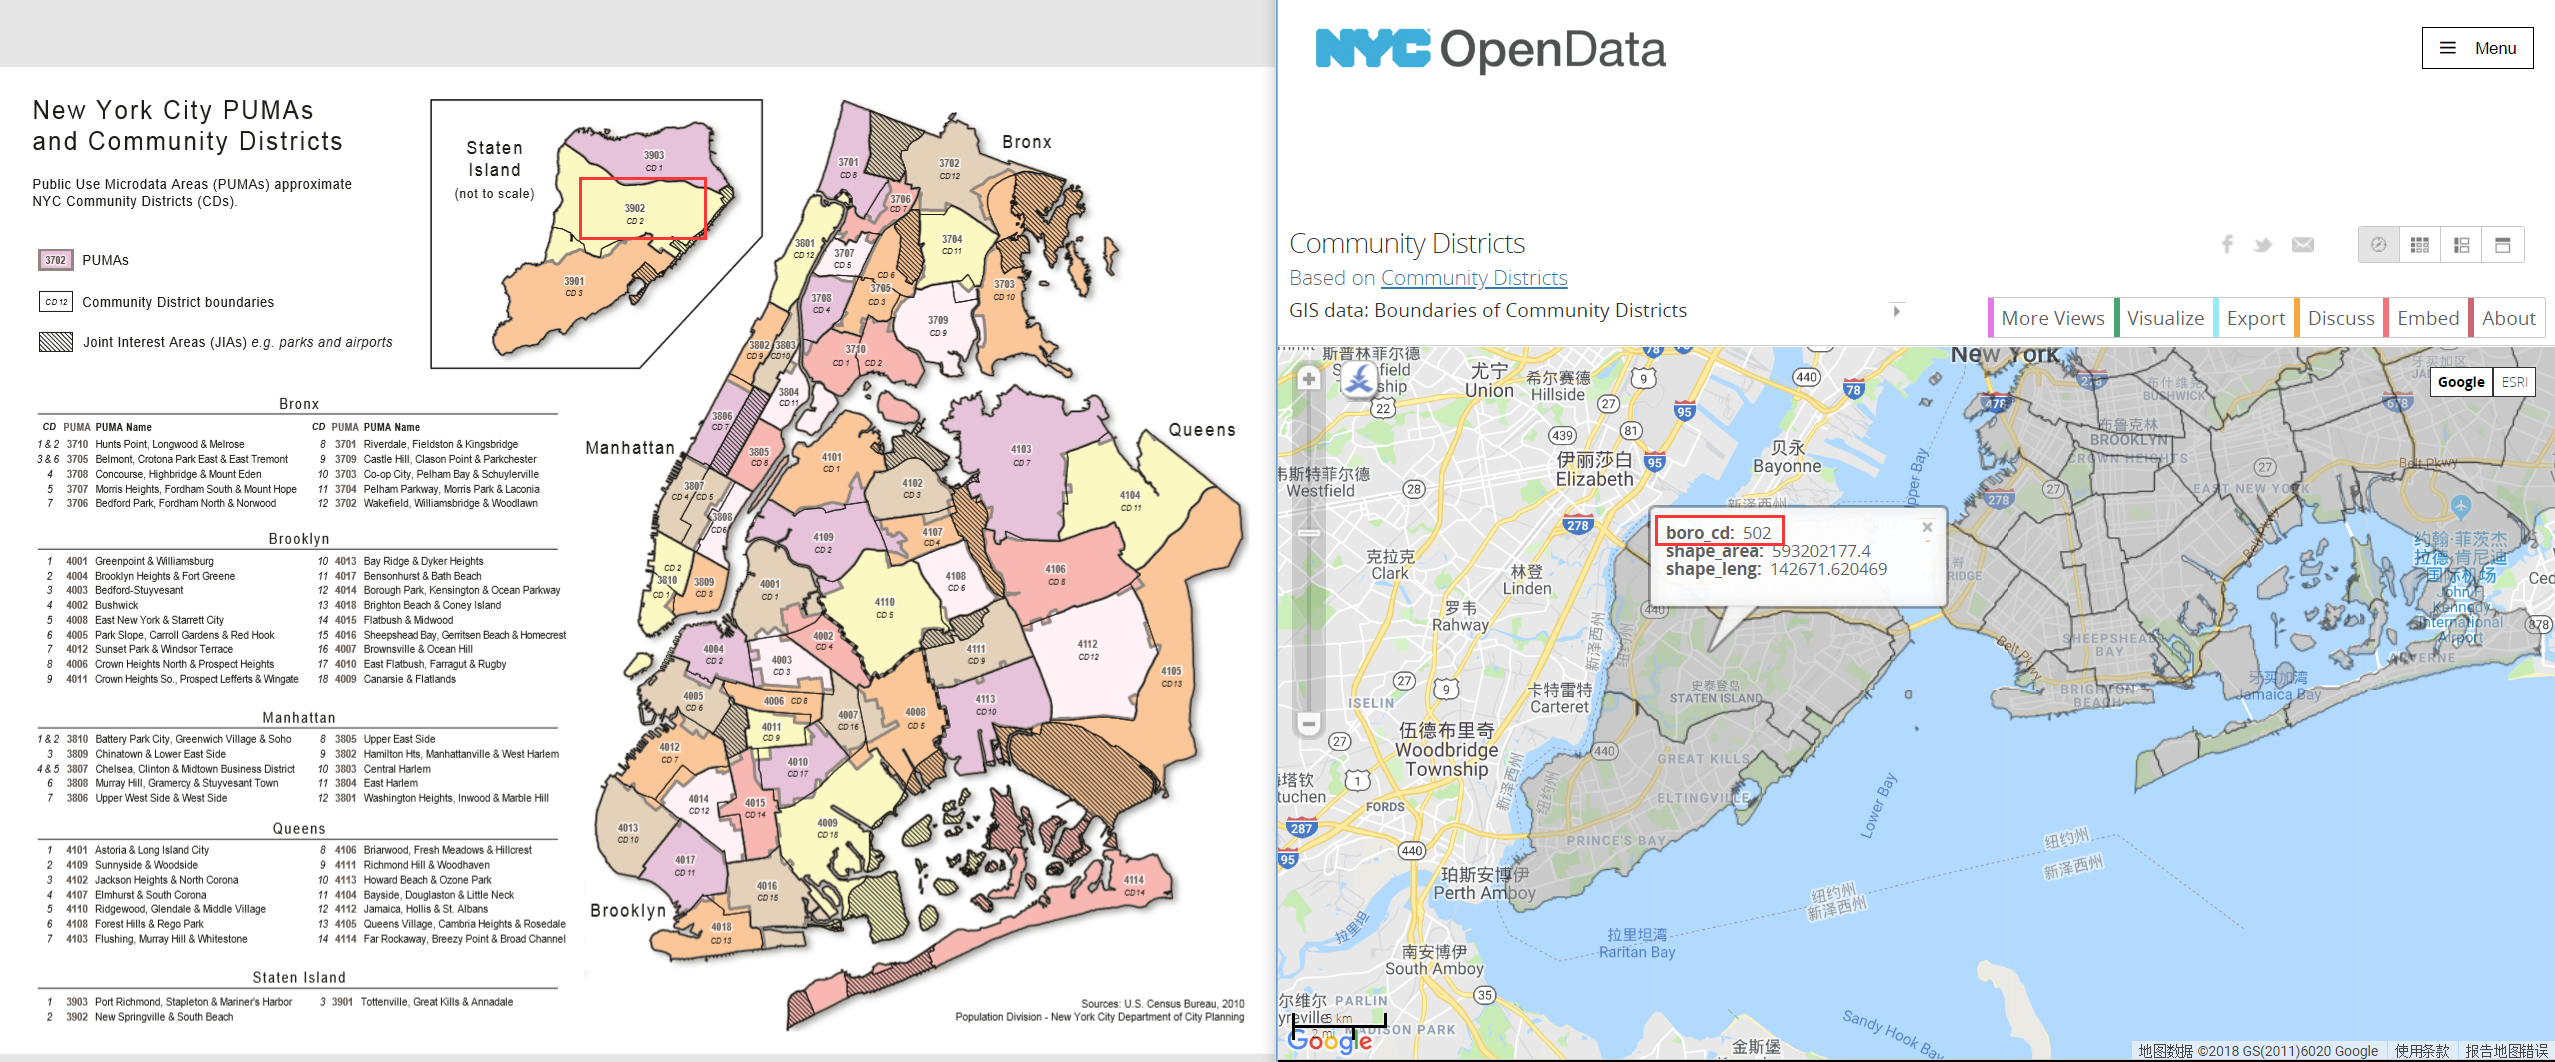 New York City PUMAs
and Community Districts
Public Use Microdata Areas (PUMAs) approximate
NYC Community Districts (CDs).
3702 PUMAs
CD 12 Community District boundaries
Joint Interest Areas (JIAs) e.g. parks and airports
Staten
Island
(not to scale)
3903
CD 1
3902
CD 2
3901
CD 3
Bronx
CD PUMA PUMA Name CD PUMA PUMA Name
1 & 2 3710 Hunts Point, Longwood & Melrose 8 3701 Riverdale, Fieldston & Kingsbridge
3 & 6 3705 Belmont, Crotona Park East & East Tremont 9 3709 Castle Hill, Clason Point & Parkchester
4 3708 Concourse, Highbridge & Mount Eden 10 3703 Co-op City, Pelham Bay & Schuylerville
5 3707 Morris Heights, Fordham South & Mount Hope 11 3704 Pelham Parkway, Morris Park & Laconia
7 3706 Bedford Park, Fordham North & Norwood 12 3702 Wakefield, Williamsbridge & Woodlawn
Brooklyn
1 4001 Greenpoint & Williamsburg 10 4013 Bay Ridge & Dyker Heights
2 4004 Brooklyn Heights & Fort Greene 11 4017 Bensonhurst & Bath Beach
3 4003 Bedford-Stuyvesant 12 4014 Borough Park, Kensington & Ocean Parkway
4 4002 Bushwick 13 4018 Brighton Beach & Coney Island
5 4008 East New York & Starrett City 14 4015 Flatbush & Midwood
6 4005 Park Slope, Carroll Gardens & Red Hook 15 4016 Sheepshead Bay, Gerritsen Beach & Homecrest
7 4012 Sunset Park & Windsor Terrace 16 4007 Brownsville & Ocean Hill
8 4006 Crown Heights North & Prospect Heights 17 4010 East Flatbush, Farragut & Rugby
9 4011 Crown Heights So., Prospect Lefferts & Wingate 18 4009 Canarsie & Flatlands
Manhattan
1 & 2 3810 Battery Park City, Greenwich Village & Soho 8 3805 Upper East Side
3 3809 Chinatown & Lower East Side 9 3802 Hamilton Hts, Manhattanville & West Harlem
4 & 5 3807 Chelsea, Clinton & Midtown Business District 10 3803 Central Harlem
6 3808 Murray Hill, Gramercy & Stuyvesant Town 11 3804 East Harlem
7 3806 Upper West Side & West Side 12 3801 Washington Heights, Inwood & Marble Hill
Queens
1 4101 Astoria & Long Island City 8 4106 Briarwood, Fresh Meadows & Hillcrest
2 4109 Sunnyside & Woodside 9 4111 Richmond Hill & Woodhaven
3 4102 Jackson Heights & North Corona 10 4113 Howard Beach & Ozone Park
4 4107 Elmhurst & South Corona 11 4104 Bayside, Douglaston & Little Neck
5 4110 Ridgewood, Glendale & Middle Village 12 4112 Jamaica, Hollis & St. Albans
6 4108 Forest Hills & Rego Park 13 4105 Queens Village, Cambria Heights & Rosedale
7 4103 Flushing, Murray Hill & Whitestone 14 4114 Far Rockaway, Breezy Point & Broad Channel
Staten Island
1 3903 Port Richmond, Stapleton & Mariner's Harbor 3 3901 Tottenville, Great Kills & Annadale
2 3902 New Springville & South Beach
Bronx
3701
CD 8
3702
CD 12
3706
CD 7
3704
CD 11
3801
CD 12
3707
CD 5
CD 6
3705
CD 3
3703
CD 10
3708
CD 4
3709
CD 9
3802
CD 9
3803
CD10
3710
CD 1 CD 2
3804
CD 11
3806
CD 7
3805
CD 8
Manhattan
Queens
4101
CD 1
4103
CD 7
4102
CD 3
4104
CD 11
3807
CD 4 CD 5
3808
CD6
4109
CD 2
4107
CD 4
4106
CD 8
CD 2
3810
CD 1
3809
CD 3
4001
CD 1
4110
CD 5
4108
CD 6
4004
CD 2
4002
CD 4
4003
CD 3
4111
CD 9
4112
CD 12
4105
CD13
4005
CD 6
4006 CD 8
4007
CD 16
4008
CD 5
4113
CD10
4011
CD 9
4012
CD 7
4010
CD 17
4014
CD 12
4015
CD 14
4013
CD 10
4009
CD 18
4017
CD 11
4016
CD 15
4114
CD14
Brooklyn
4018
CD 13
Sources: U.S. Census Bureau, 2010
Population Division - New York City Department of City Planning
NYC OpenData
Menu
Community Districts
Based on Community Districts
GIS data: Boundaries of Community Districts
More Views Visualize Export Discuss Embed About
Google ESRI
New York
斯普林菲尔德
尤宁
Union
希尔赛德
Hillside
韦斯特菲尔德
Westfield
贝永
Bayonne
伊丽莎白
Elizabeth
布什维克
BUSHWICK
布鲁克林
BROOKLYN
CROWN HEIGHTS
EAST NEW YORK
Belt Pkwy
克拉克
Clark
林登
Linden
罗韦
Rahway
新泽西州
boro_cd: 502
shape_area: 593202177.4
shape_leng: 142671.620469
约翰·菲茨杰
拉德·肯尼迪
国际机场
John F.
Kennedy
International
Airport
卡特雷特
Carteret
ISELIN
伍德布里奇
Woodbridge
Township
FORDS
史泰登岛
STATEN ISLAND
GREAT KILLS
ELTINGVILLE
PRINCE'S BAY
SHEEPSHEAD
BAY
BRIGHTON
BEACH
Belt Pkwy
牙买加湾
Jamaica Bay
Lower Bay
珀斯安博伊
Perth Amboy
拉里坦湾
Raritan Bay
南安博伊
South Amboy
纽约州
新泽西州
纽约州
新泽西州
PARLIN
MADISON PARK
金斯堡
Sandy Hook Bay
5 km
2 mi
Google
地图数据 ©2018 GS(2011)6020 Google 使用条款 报告地图错误